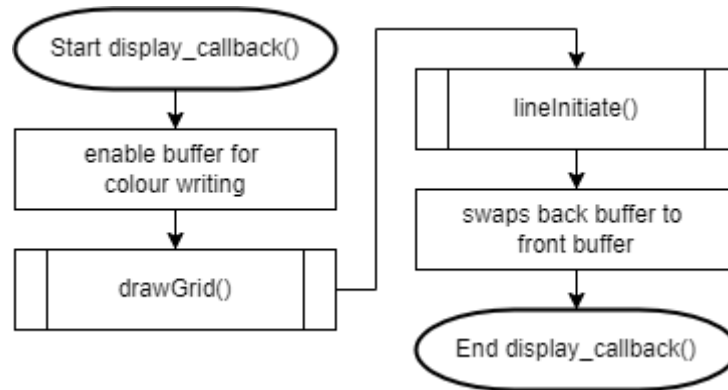 Start display_callback()
enable buffer for
colour writing
drawGrid()
lineInitiate()
swaps back buffer to
front buffer
End display_callback()